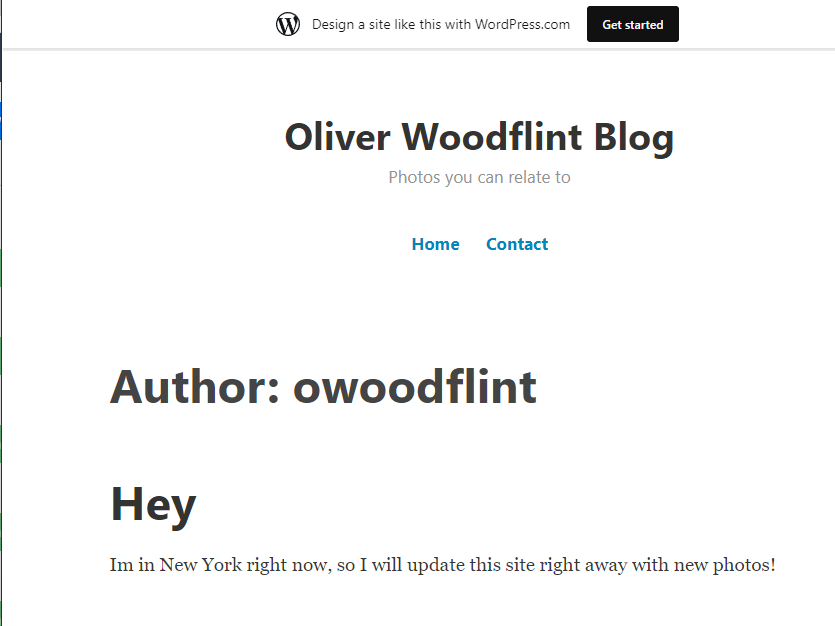 Design a site like this with WordPress.com Get started
Oliver Woodflint Blog
Photos you can relate to
Home Contact
Author: owoodflint
Hey
Im in New York right now, so I will update this site right away with new photos!